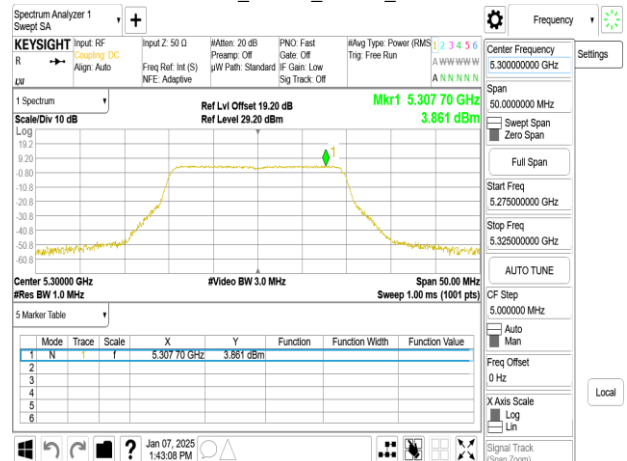 Spectrum Analyzer 1
Swept SA
Frequency
KEYSIGHT
Input: RF
Input Z: 50 Ω
#Atten: 20 dB
PNO: Fast
#Avg Type: Power (RMS
1 2 3 4 5 6
R
Coupling: DC
Preamp: Off
Gate: Off
Trig: Free Run
A W W W W W
Align: Auto
Freq Ref: Int (S)
µW Path: Standard
IF Gain: Low
NFE: Adaptive
Sig Track: Off
A N N N N N
1 Spectrum
Ref Lvl Offset 19.20 dB
Mkr1 5.307 70 GHz
Scale/Div 10 dB
Ref Level 29.20 dBm
3.861 dBm
Log
19.2
9.20
-0.80
-10.8
-20.8
-30.8
-40.8
-50.8
-60.8
1
Center 5.30000 GHz
#Video BW 3.0 MHz
Span 50.00 MHz
#Res BW 1.0 MHz
Sweep 1.00 ms (1001 pts)
5 Marker Table
Mode Trace Scale X Y Function Function Width Function Value
1 N 1 f 5.307 70 GHz 3.861 dBm
2
3
4
5
6
Jan 07, 2025
1:43:08 PM
Center Frequency
5.300000000 GHz
Settings
Span
50.0000000 MHz
Swept Span
Zero Span
Full Span
Start Freq
5.275000000 GHz
Stop Freq
5.325000000 GHz
AUTO TUNE
CF Step
5.000000 MHz
Auto
Man
Freq Offset
0 Hz
X Axis Scale
Log
Lin
Local
Signal Track
(Span Zoom)